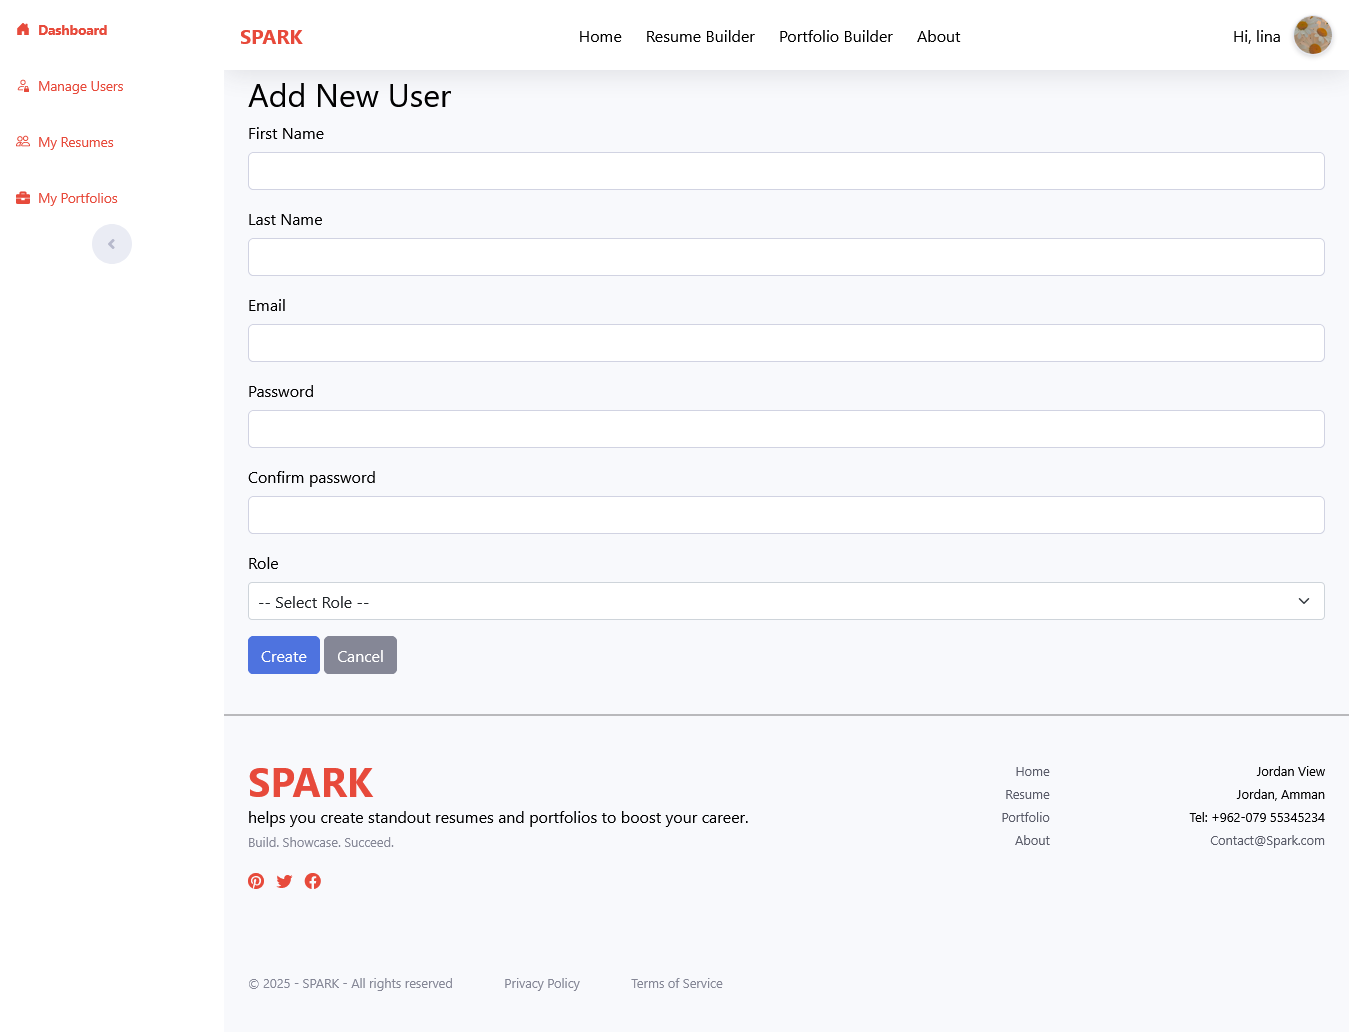 Dashboard
Manage Users
My Resumes
My Portfolios
SPARK
Home
Resume Builder
Portfolio Builder
About
Hi, lina
Add New User
First Name
Last Name
Email
Password
Confirm password
Role
-- Select Role --
Create
Cancel
SPARK
helps you create standout resumes and portfolios to boost your career.
Build. Showcase. Succeed.
Home
Resume
Portfolio
About
Jordan View
Jordan, Amman
Tel: +962-079 55345234
Contact@Spark.com
© 2025 - SPARK - All rights reserved
Privacy Policy
Terms of Service